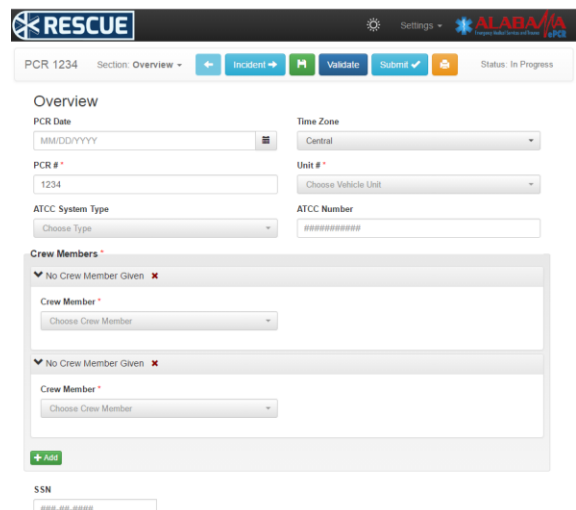 RESCUE
Settings
ALABAMA
ePCR
PCR 1234 Section: Overview Incident Validate Submit Status: In Progress
Overview
PCR Date Time Zone
MM/DD/YYYY Central
PCR # * Unit # *
1234 Choose Vehicle Unit
ATCC System Type ATCC Number
Choose Type ###########
Crew Members *
No Crew Member Given
Crew Member *
Choose Crew Member
No Crew Member Given
Crew Member *
Choose Crew Member
+ Add
SSN
###-##-####